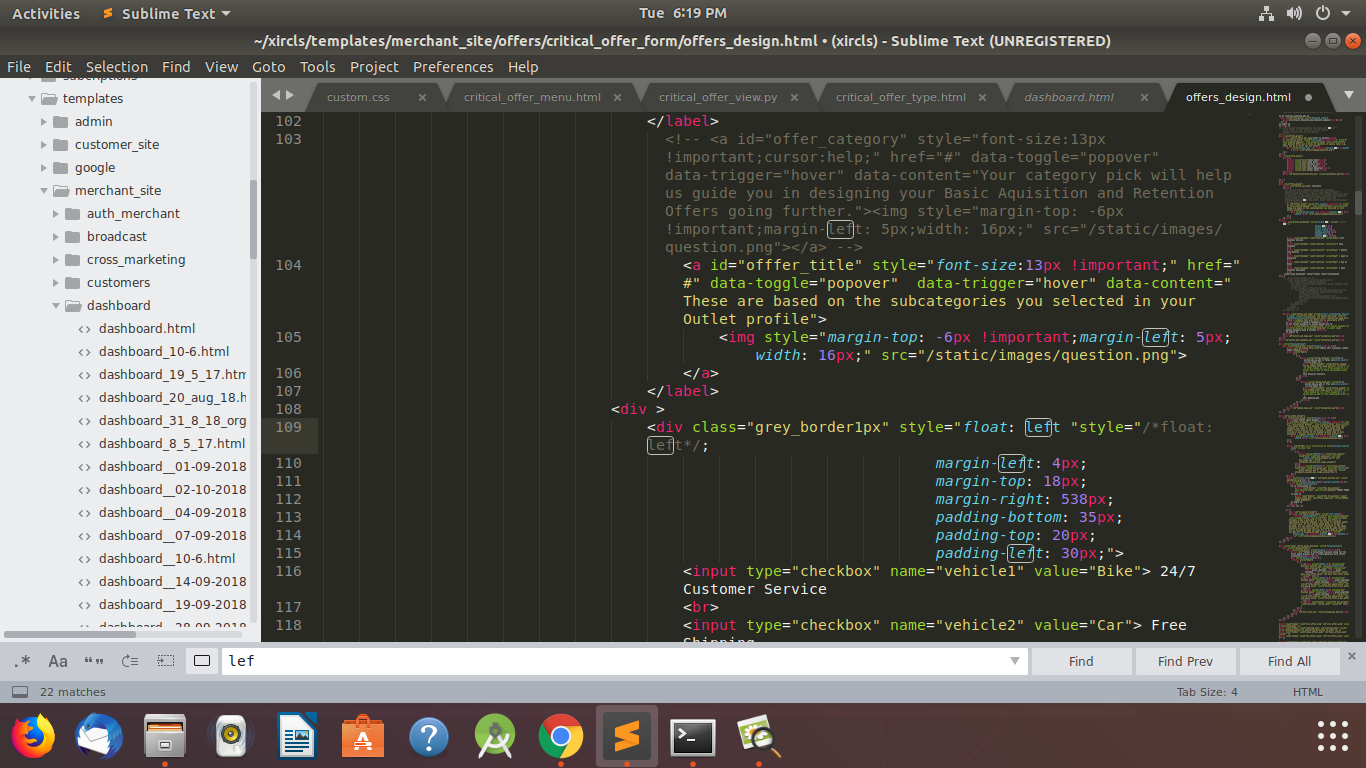 Activities
Sublime Text
Tue 6:19 PM
~/xircls/templates/merchant_site/offers/critical_offer_form/offers_design.html • (xircls) - Sublime Text (UNREGISTERED)
File Edit Selection Find View Goto Tools Project Preferences Help
subcriptions
templates
admin
customer_site
google
merchant_site
auth_merchant
broadcast
cross_marketing
customers
dashboard
dashboard.html
dashboard_10-6.html
dashboard_19_5_17.htm
dashboard_20_aug_18.h
dashboard_31_8_18_org
dashboard_8_5_17.html
dashboard__01-09-2018
dashboard__02-10-2018
dashboard__04-09-2018
dashboard__07-09-2018
dashboard__10-6.html
dashboard__14-09-2018
dashboard__19-09-2018
dashboard__28-09-2018
custom.css × critical_offer_menu.html × critical_offer_view.py × critical_offer_type.html × dashboard.html × offers_design.html •
102 </label>
103 <!-- <a id="offer_category" style="font-size:13px
!important;cursor:help;" href="#" data-toggle="popover"
data-trigger="hover" data-content="Your category pick will help
us guide you in designing your Basic Aquisition and Retention
Offers going further."><img style="margin-top: -6px
!important;margin-left: 5px;width: 16px;" src="/static/images/
question.png"></a> -->
104 <a id="offfer_title" style="font-size:13px !important;" href="
#" data-toggle="popover"  data-trigger="hover" data-content="
These are based on the subcategories you selected in your
Outlet profile">
105 <img style="margin-top: -6px !important;margin-left: 5px;
width: 16px;" src="/static/images/question.png">
106 </a>
107 </label>
108 <div >
109 <div class="grey_border1px" style="float: left "style="/*float:
left*/;
110 margin-left: 4px;
111 margin-top: 18px;
112 margin-right: 538px;
113 padding-bottom: 35px;
114 padding-top: 20px;
115 padding-left: 30px;">
116 <input type="checkbox" name="vehicle1" value="Bike"> 24/7
Customer Service
117 <br>
118 <input type="checkbox" name="vehicle2" value="Car"> Free
Shipping
.* Aa “” lef Find Find Prev Find All ×
22 matches
Tab Size: 4
HTML